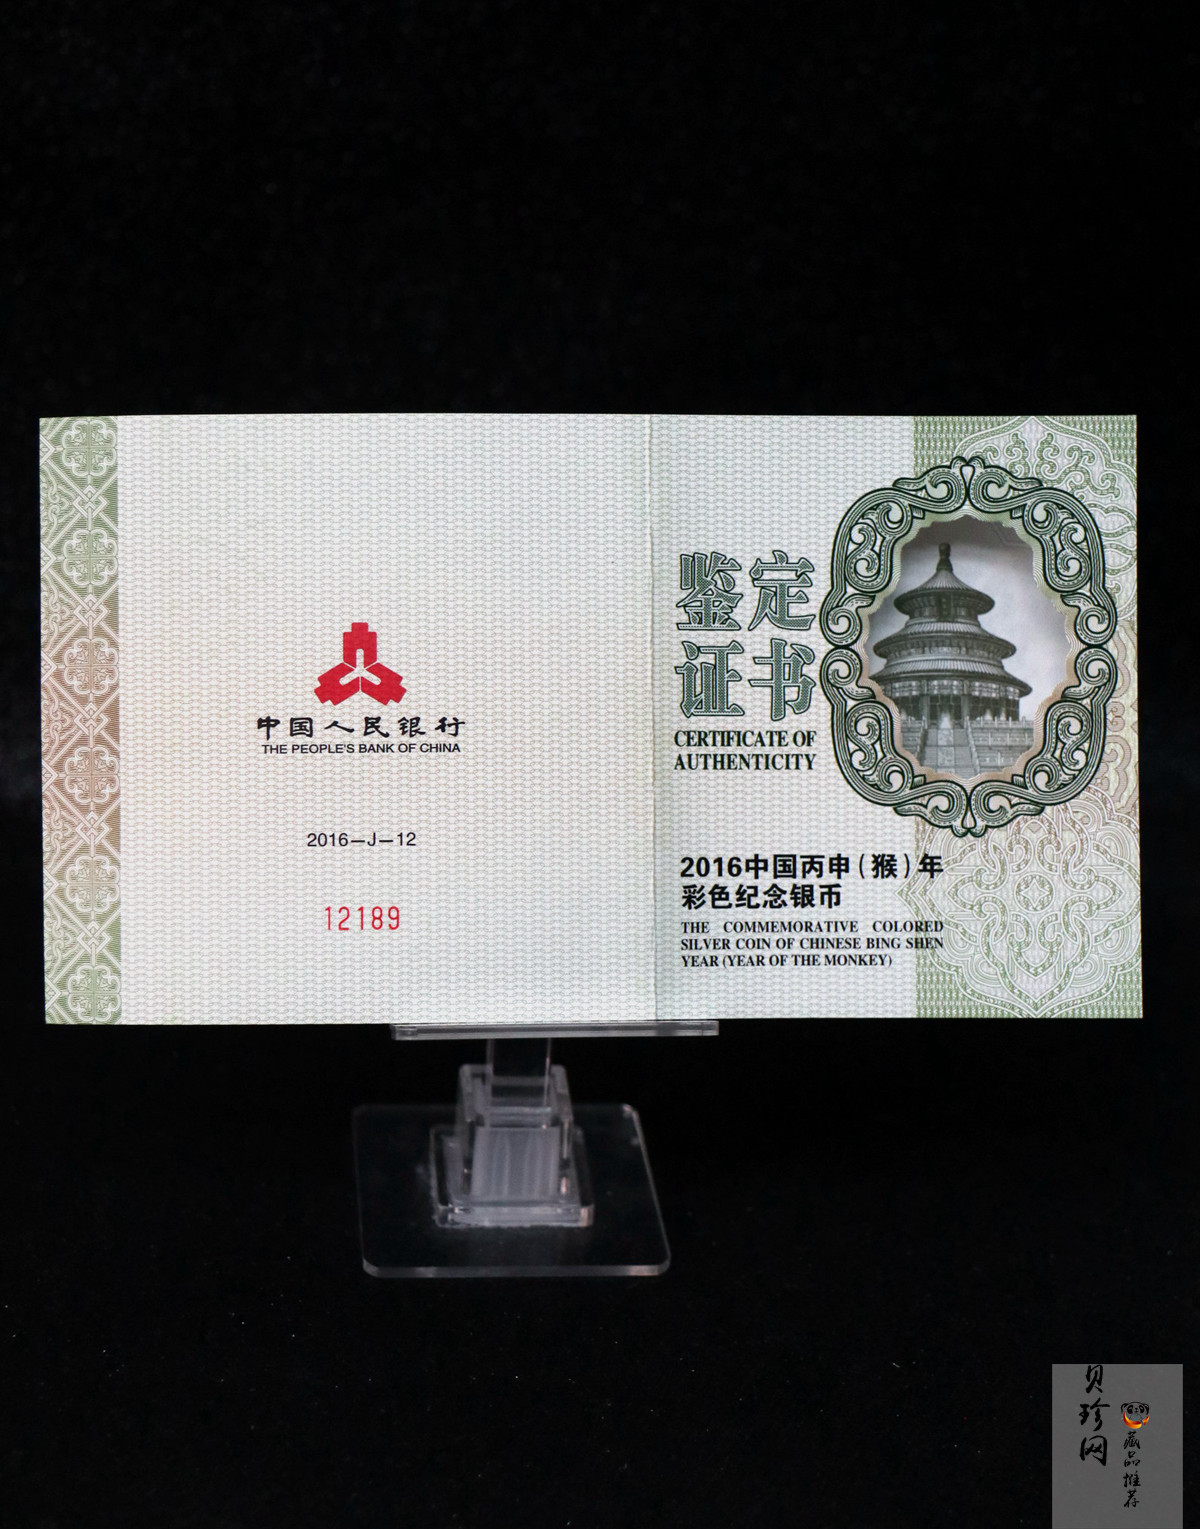 中国人民银行
THE PEOPLE'S BANK OF CHINA
2016—J—12
12189
鉴定
证书
CERTIFICATE OF
AUTHENTICITY
2016中国丙申（猴）年
彩色纪念银币
THE COMMEMORATIVE COLORED
SILVER COIN OF CHINESE BING SHEN
YEAR (YEAR OF THE MONKEY)
贝珍网
藏品推荐